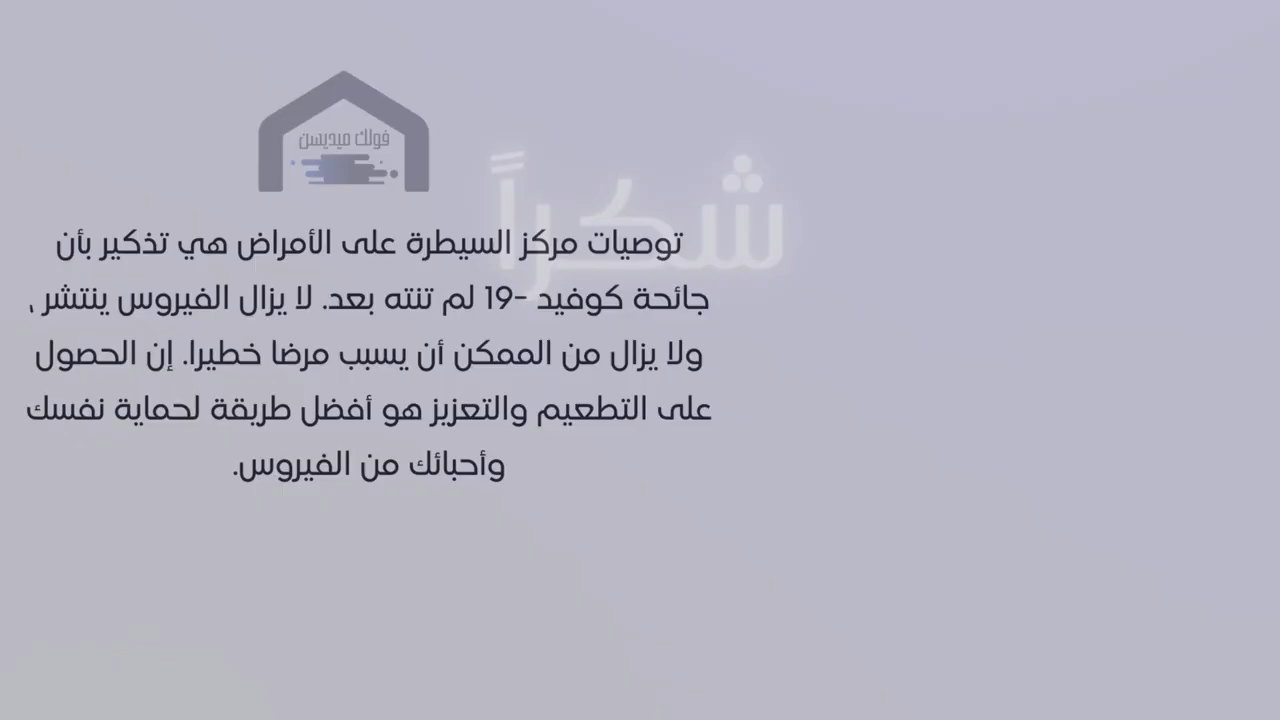 فولك ميديسن
شكراً
توصيات مركز السيطرة على الأمراض هي تذكير بأن
جائحة كوفيد -19 لم تنته بعد. لا يزال الفيروس ينتشر ،
ولا يزال من الممكن أن يسبب مرضا خطيرا. إن الحصول
على التطعيم والتعزيز هو أفضل طريقة لحماية نفسك
وأحبائك من الفيروس.